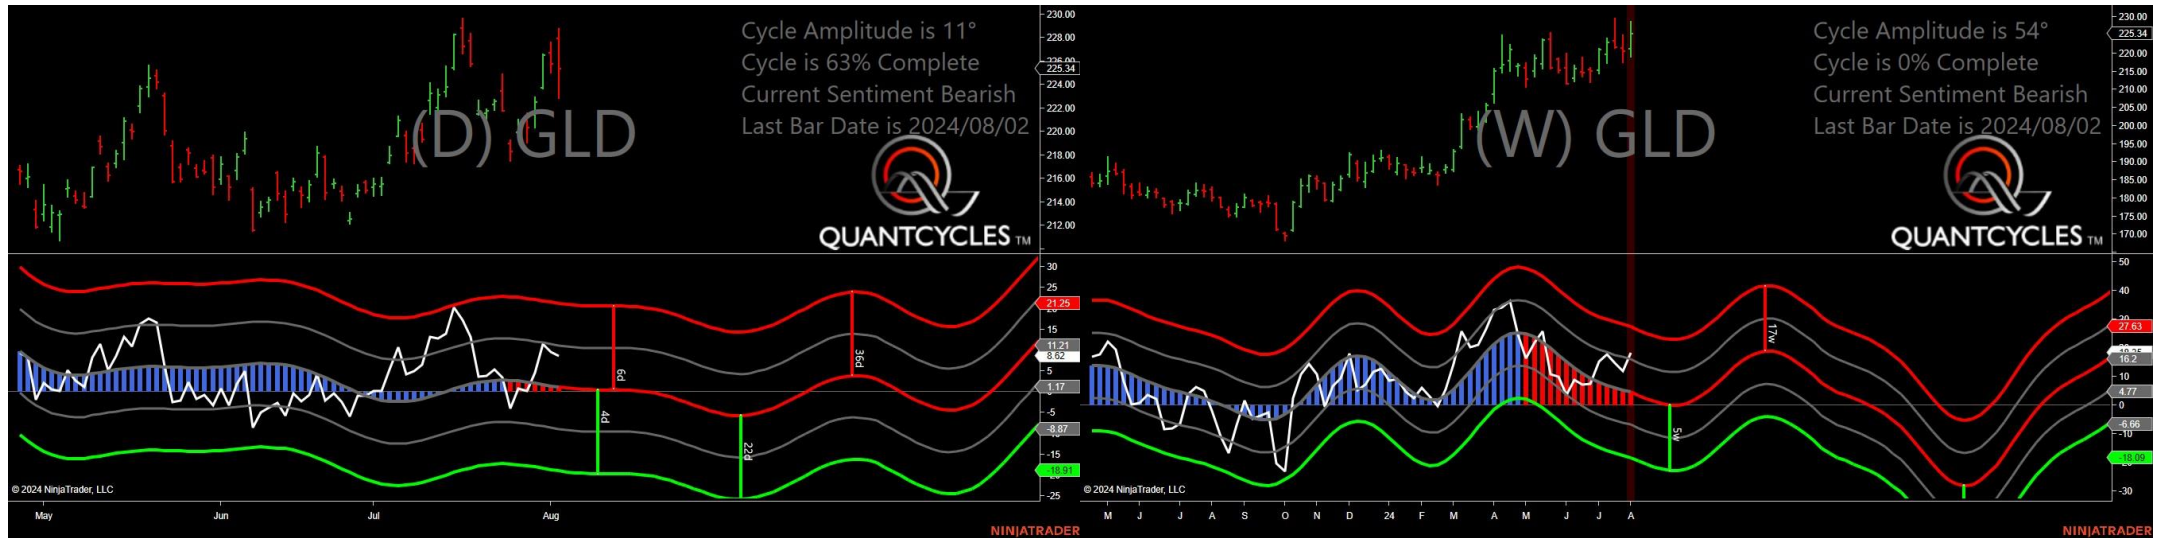 Cycle Amplitude is 11°
Cycle is 63% Complete
Current Sentiment Bearish
Last Bar Date is 2024/08/02
(D) GLD
QUANTCYCLES TM
230.00
228.00
226.00
225.34
224.00
222.00
220.00
218.00
216.00
214.00
212.00
30
25
21.25
15
11.21
8.62
5
1.17
-5
-8.87
-15
-18.91
-25
6d
4d
22d
36d
© 2024 NinjaTrader, LLC
May Jun Jul Aug
NINJATRADER
Cycle Amplitude is 54°
Cycle is 0% Complete
Current Sentiment Bearish
Last Bar Date is 2024/08/02
(W) GLD
QUANTCYCLES TM
230.00
225.34
220.00
215.00
210.00
205.00
200.00
195.00
190.00
185.00
180.00
175.00
170.00
50
40
27.63
16.2
10
4.77
0
-6.66
-10
-18.09
-30
17w
5w
© 2024 NinjaTrader, LLC
M J J A S O N D 24 F M A M J J A
NINJATRADER